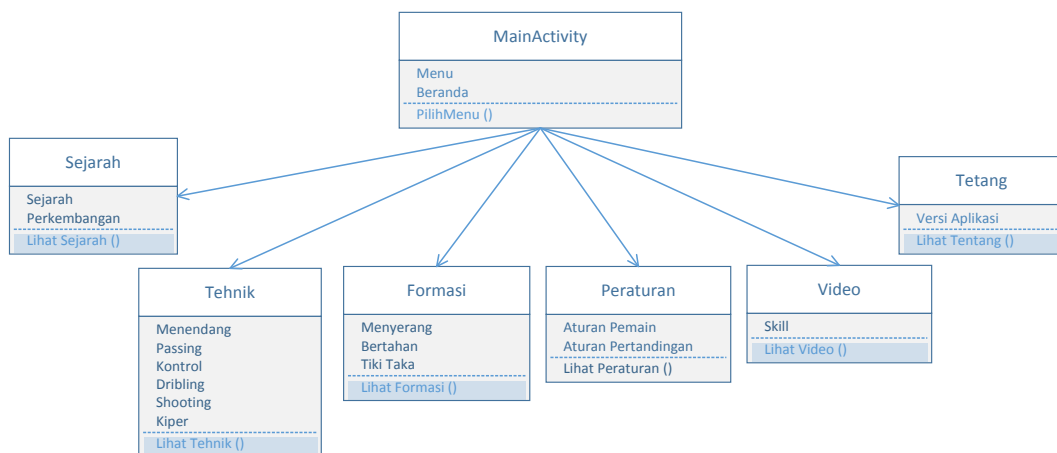 MainActivity
Menu
Beranda
PilihMenu ()
Sejarah
Sejarah
Perkembangan
Lihat Sejarah ()
Tehnik
Menendang
Passing
Kontrol
Dribling
Shooting
Kiper
Lihat Tehnik ()
Formasi
Menyerang
Bertahan
Tiki Taka
Lihat Formasi ()
Peraturan
Aturan Pemain
Aturan Pertandingan
Lihat Peraturan ()
Video
Skill
Lihat Video ()
Tetang
Versi Aplikasi
Lihat Tentang ()